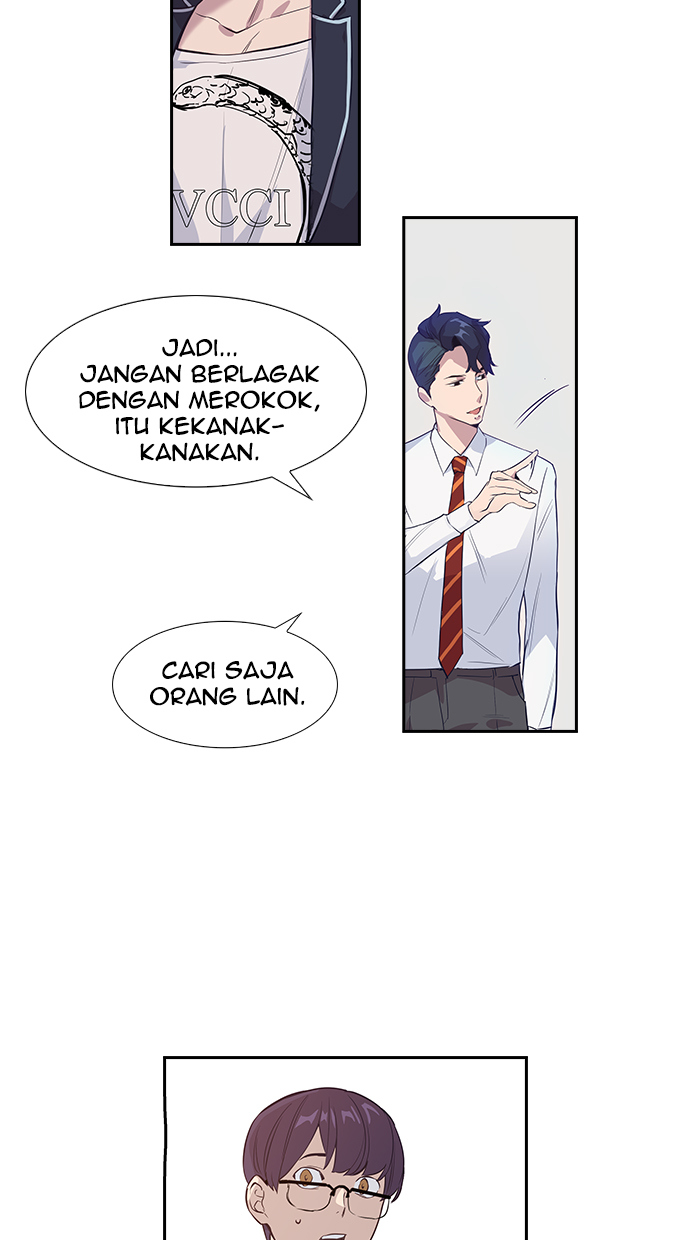 VCCI
JADI...
JANGAN BERLAGAK
DENGAN MEROKOK,
ITU KEKANAK-
KANAKAN.
CARI SAJA
ORANG LAIN.